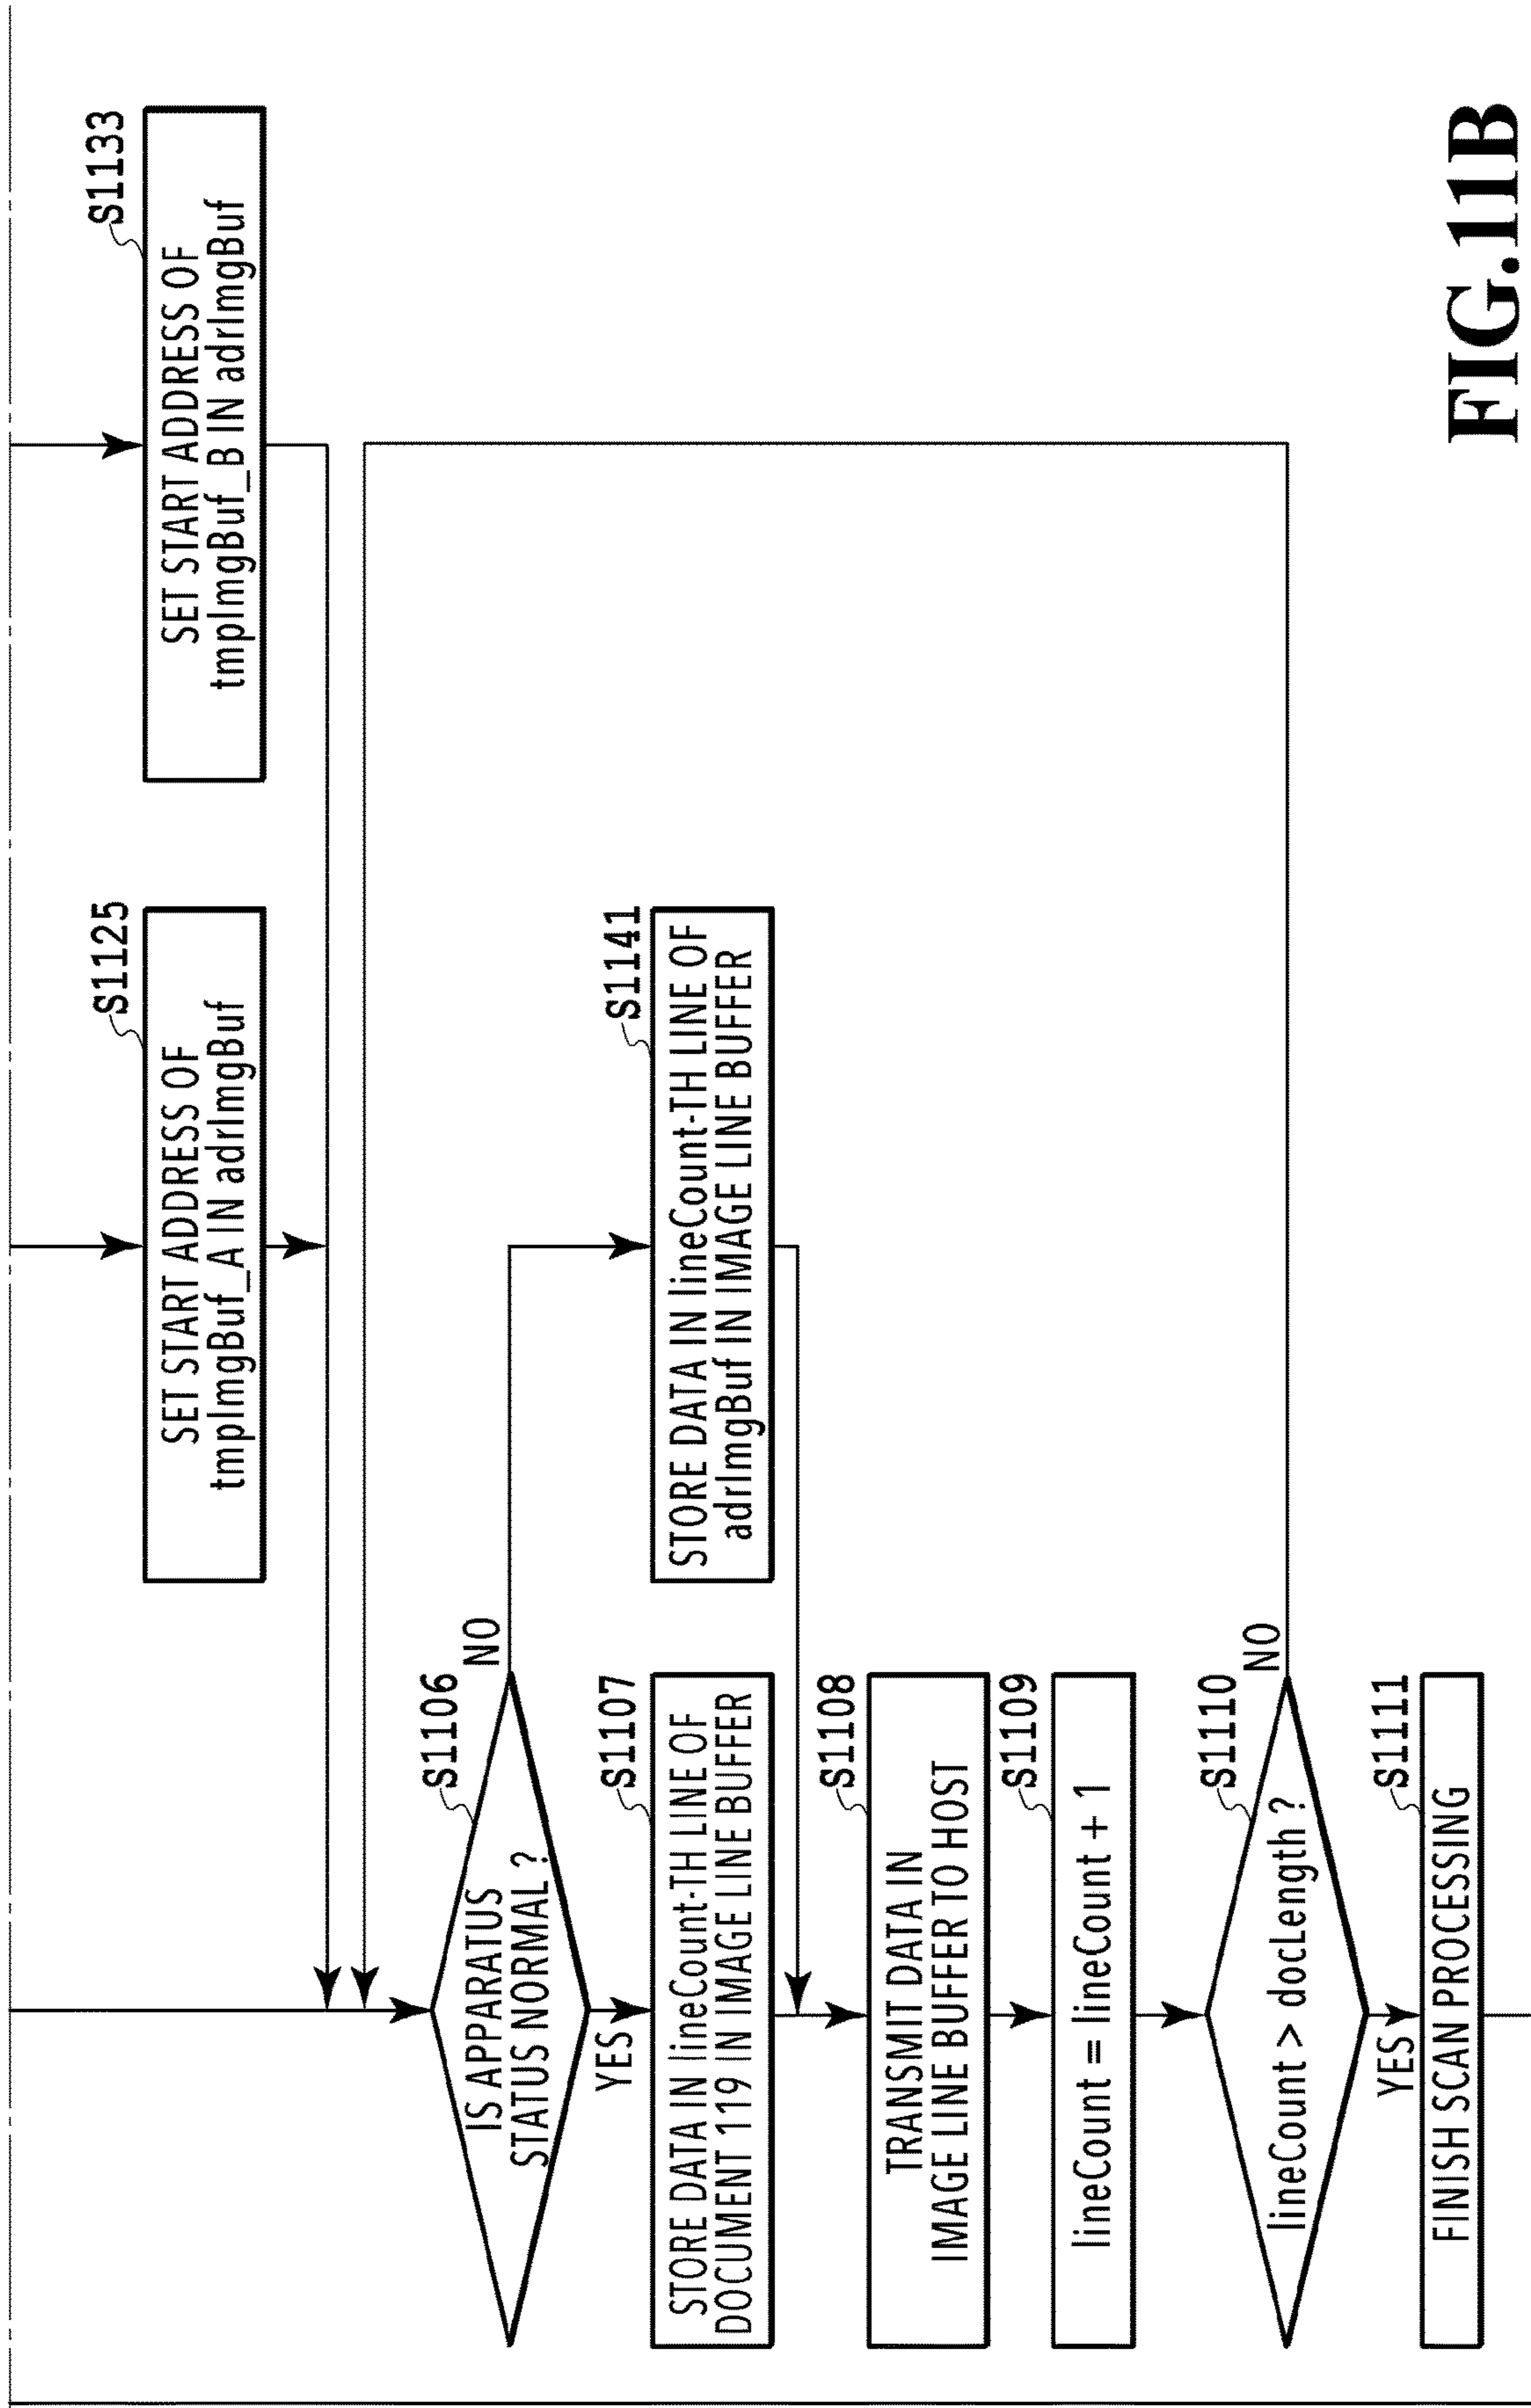 S1125
SET START ADDRESS OF
tmpImgBuf_A IN adrImgBuf
S1133
SET START ADDRESS OF
tmpImgBuf_B IN adrImgBuf
S1106
IS APPARATUS
STATUS NORMAL ?
NO
YES
S1107
STORE DATA IN lineCount-TH LINE OF
DOCUMENT 119 IN IMAGE LINE BUFFER
S1141
STORE DATA IN lineCount-TH LINE OF
adrImgBuf IN IMAGE LINE BUFFER
S1108
TRANSMIT DATA IN
IMAGE LINE BUFFER TO HOST
S1109
lineCount = lineCount + 1
S1110
lineCount > docLength ?
NO
YES
S1111
FINISH SCAN PROCESSING
FIG.11B